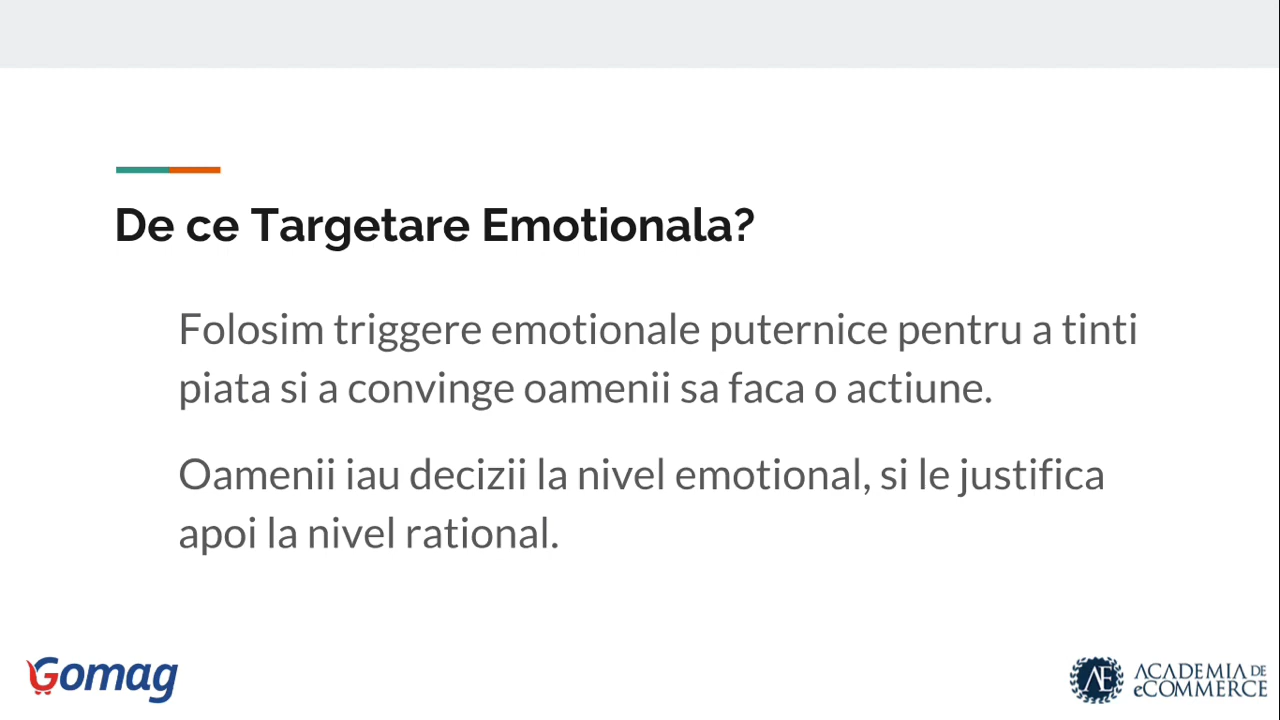 De ce Targetare Emotionala?
Folosim triggere emotionale puternice pentru a tinti
piata si a convinge oamenii sa faca o actiune.
Oamenii iau decizii la nivel emotional, si le justifica
apoi la nivel rational.
Gomag
AE ACADEMIA DE
eCOMMERCE